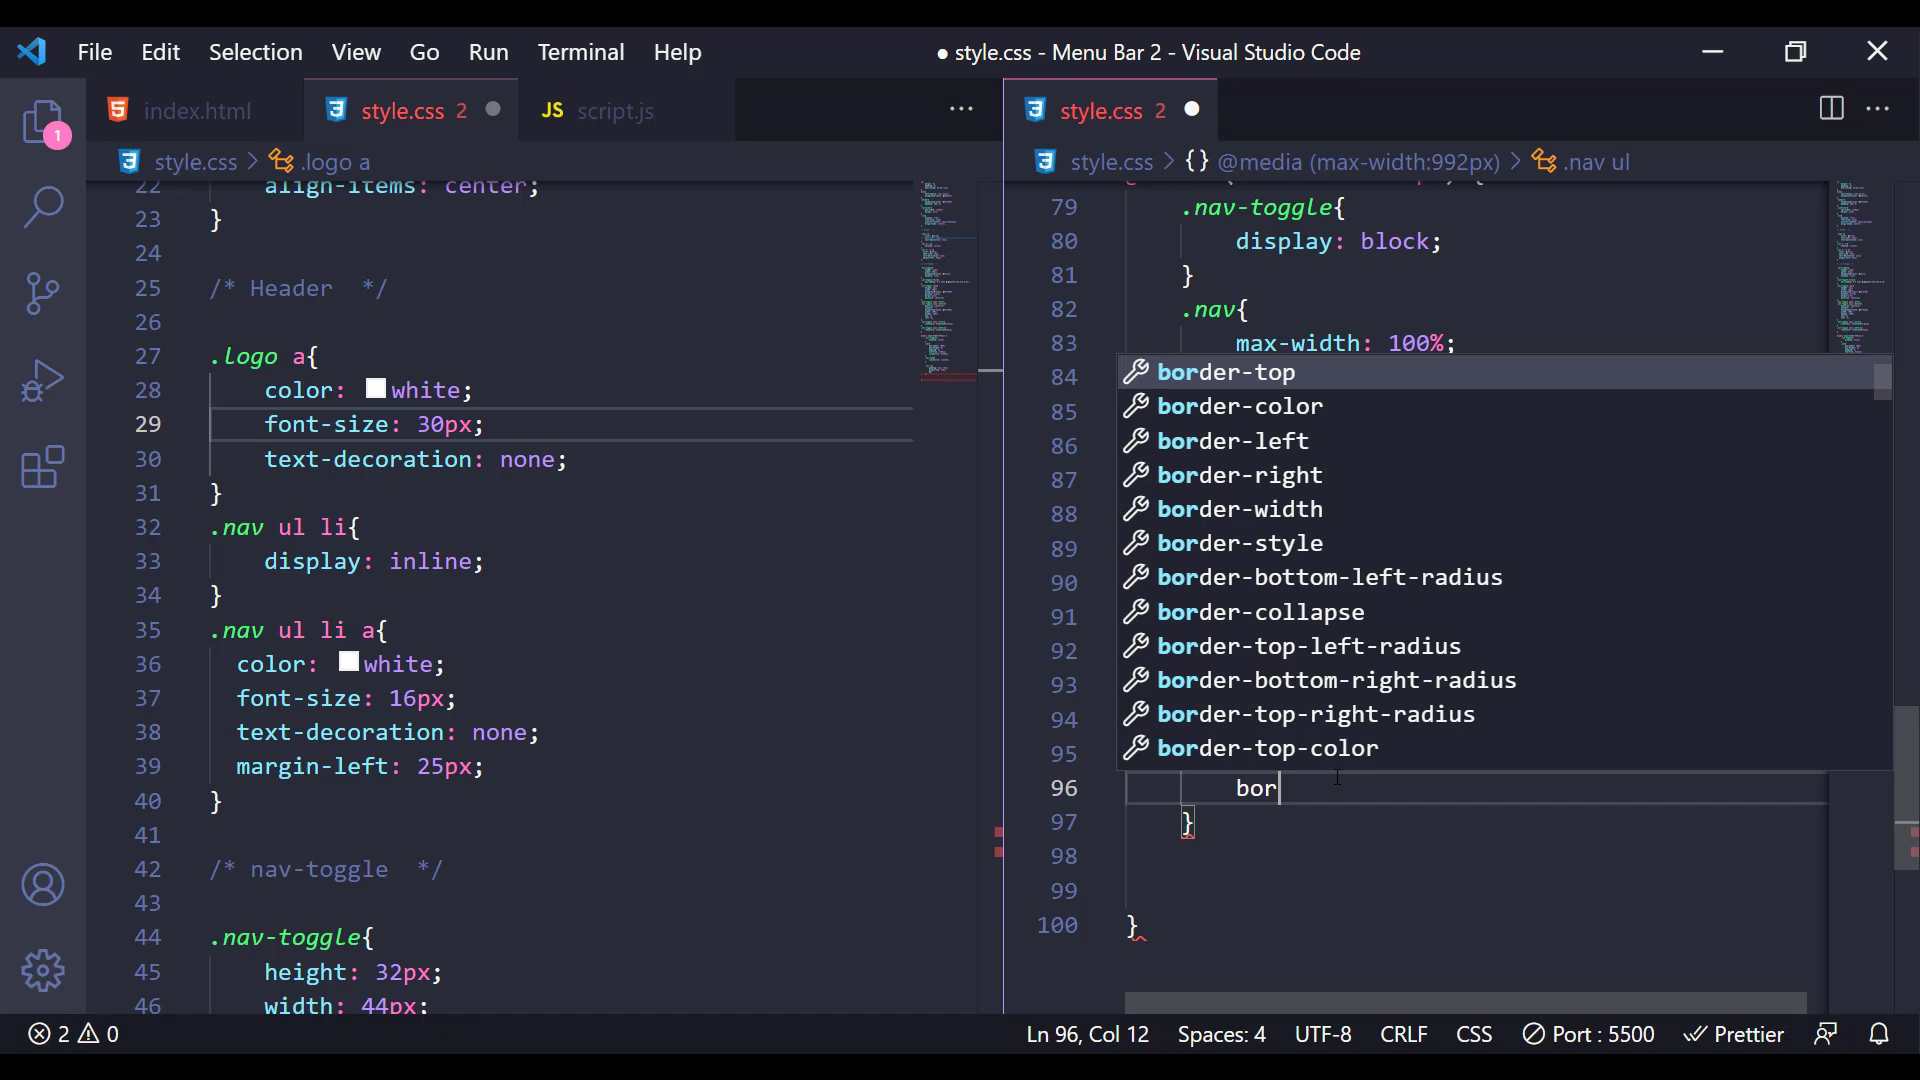 File Edit Selection View Go Run Terminal Help
● style.css - Menu Bar 2 - Visual Studio Code
index.html
style.css 2
JS script.js
style.css 2
1
style.css > .logo a
style.css > {} @media (max-width:992px) > .nav ul
22 align-items: center;
23 }
24
25 /* Header  */
26
27 .logo a{
28 color: white;
29 font-size: 30px;
30 text-decoration: none;
31 }
32 .nav ul li{
33 display: inline;
34 }
35 .nav ul li a{
36 color: white;
37 font-size: 16px;
38 text-decoration: none;
39 margin-left: 25px;
40 }
41
42 /* nav-toggle  */
43
44 .nav-toggle{
45 height: 32px;
46 width: 44px;
79 .nav-toggle{
80 display: block;
81 }
82 .nav{
83 max-width: 100%;
84 border-top
85 border-color
86 border-left
87 border-right
88 border-width
89 border-style
90 border-bottom-left-radius
91 border-collapse
92 border-top-left-radius
93 border-bottom-right-radius
94 border-top-right-radius
95 border-top-color
96 bor
97 }
98
99
100 }
2 0
Ln 96, Col 12 Spaces: 4 UTF-8 CRLF CSS Port : 5500 Prettier